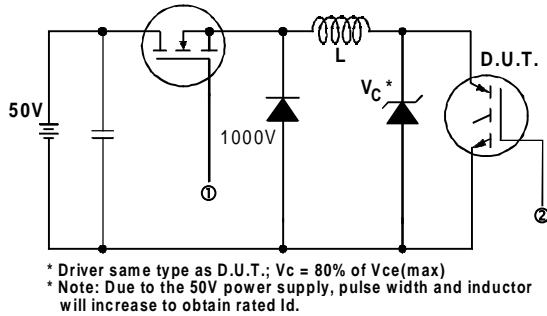 L
D.U.T.
VC *
50V
1000V
①
②
* Driver same type as D.U.T.; Vc = 80% of Vce(max)
* Note: Due to the 50V power supply, pulse width and inductor
will increase to obtain rated Id.